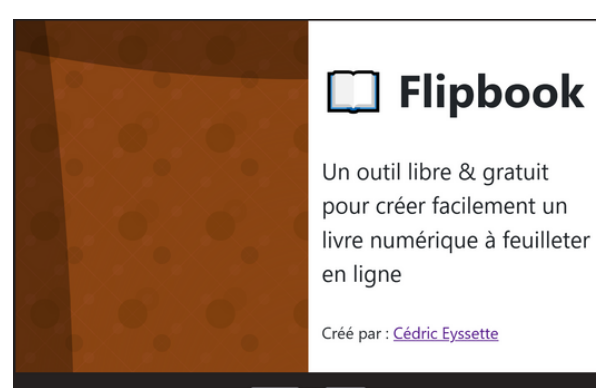 📖 Flipbook
Un outil libre & gratuit
pour créer facilement un
livre numérique à feuilleter
en ligne
Créé par : Cédric Eyssette